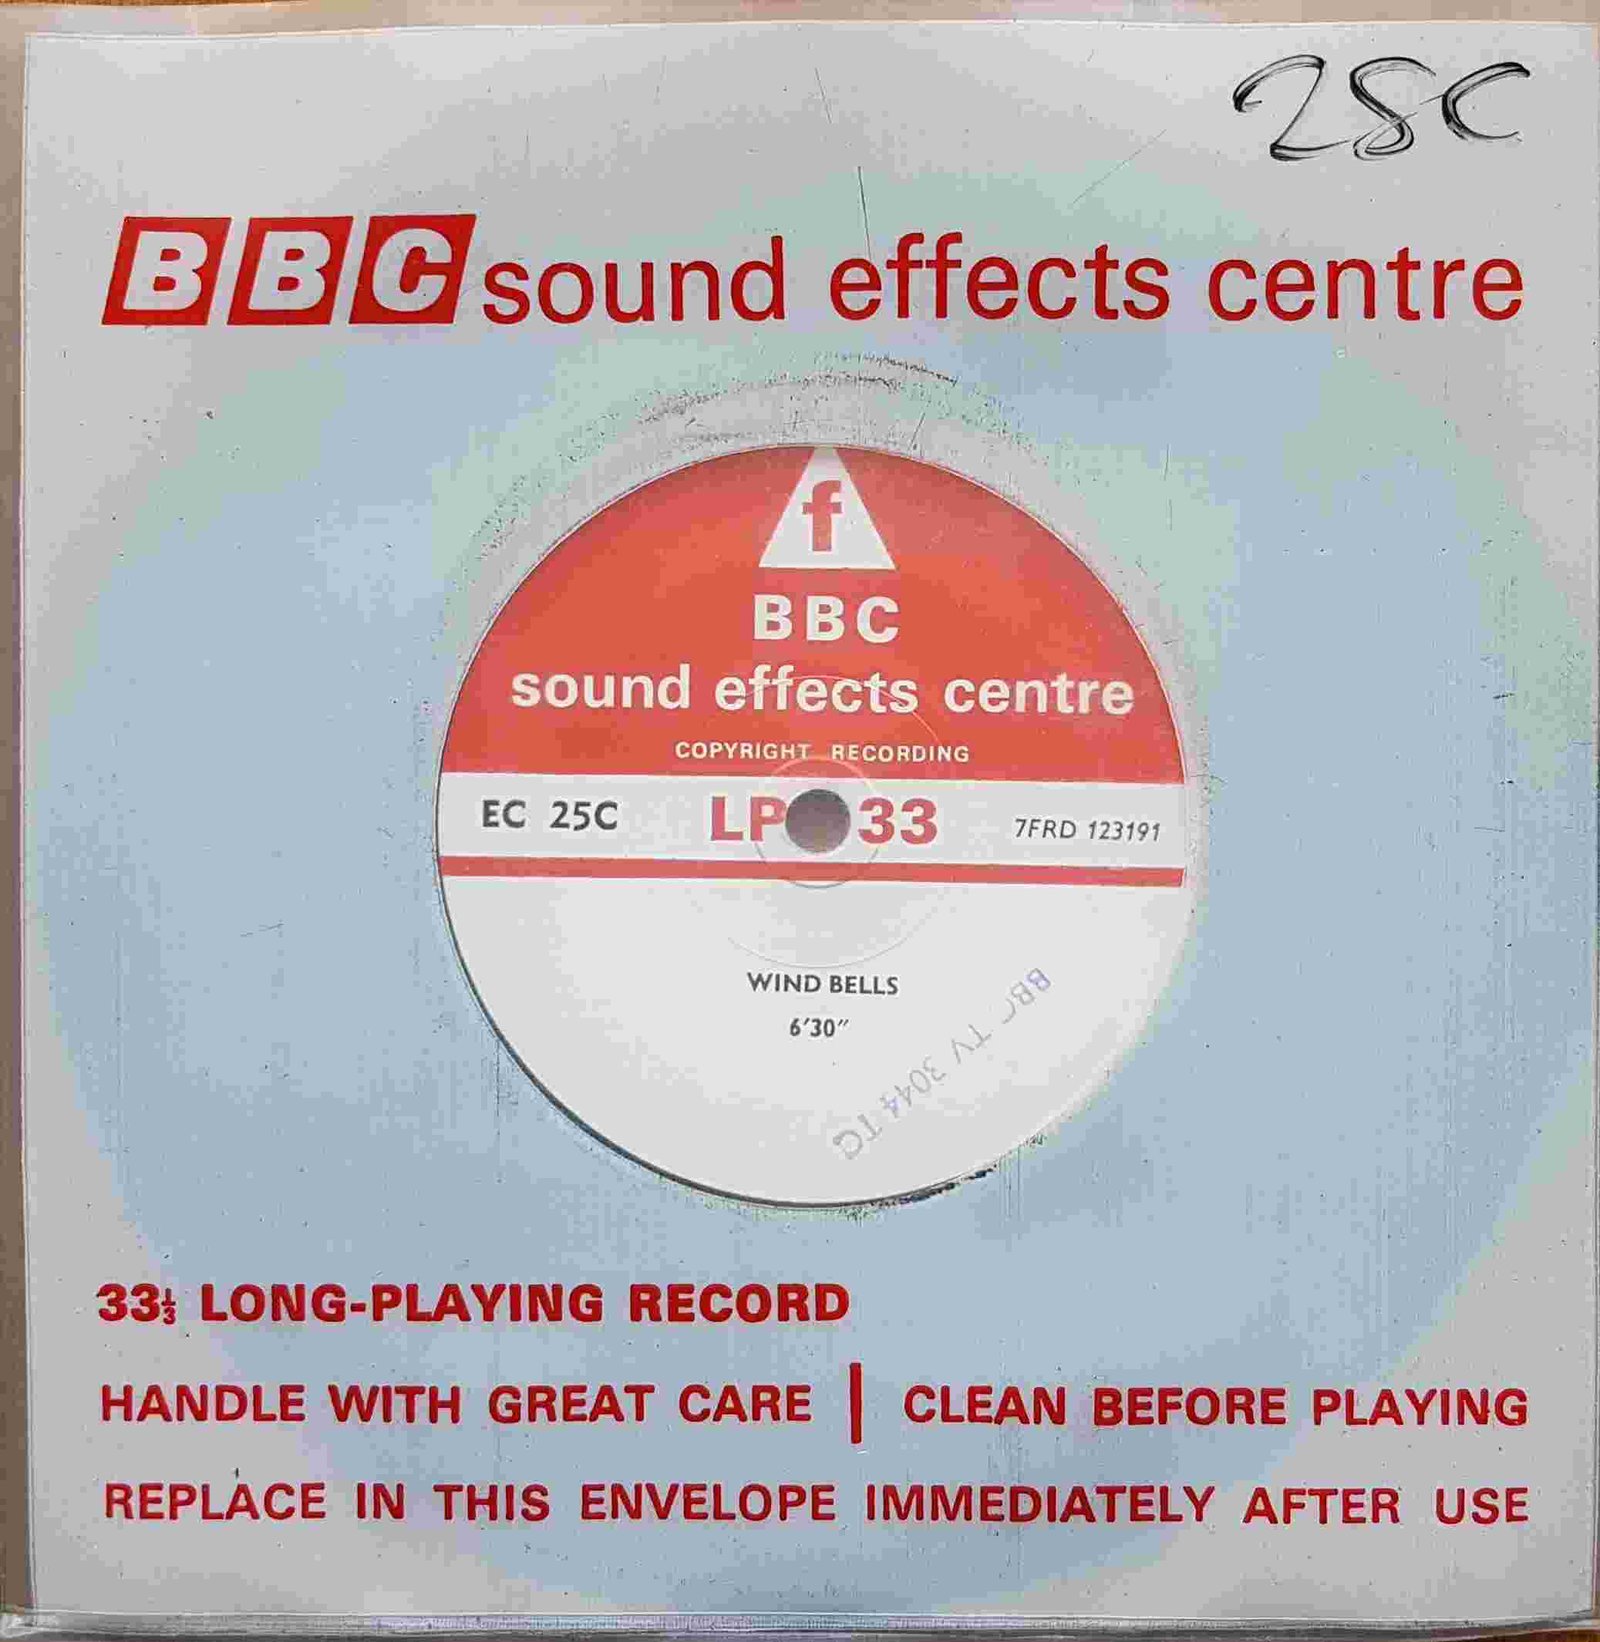 25C
BBC sound effects centre
f
BBC
sound effects centre
COPYRIGHT RECORDING
EC 25C LP 33 7FRD 123191
WIND BELLS
6'30"
BBC TV 3044 TC
33⅓ LONG-PLAYING RECORD
HANDLE WITH GREAT CARE | CLEAN BEFORE PLAYING
REPLACE IN THIS ENVELOPE IMMEDIATELY AFTER USE